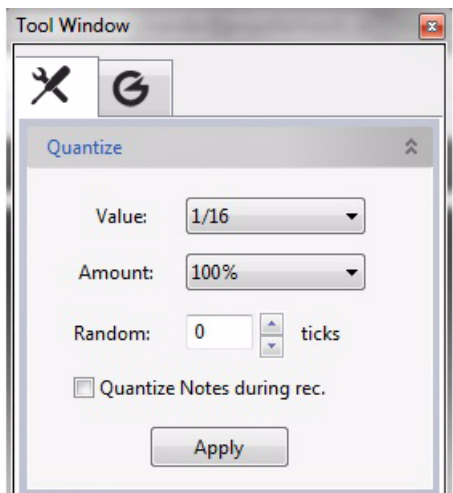 Tool Window
Quantize
Value: 1/16
Amount: 100%
Random: 0 ticks
Quantize Notes during rec.
Apply